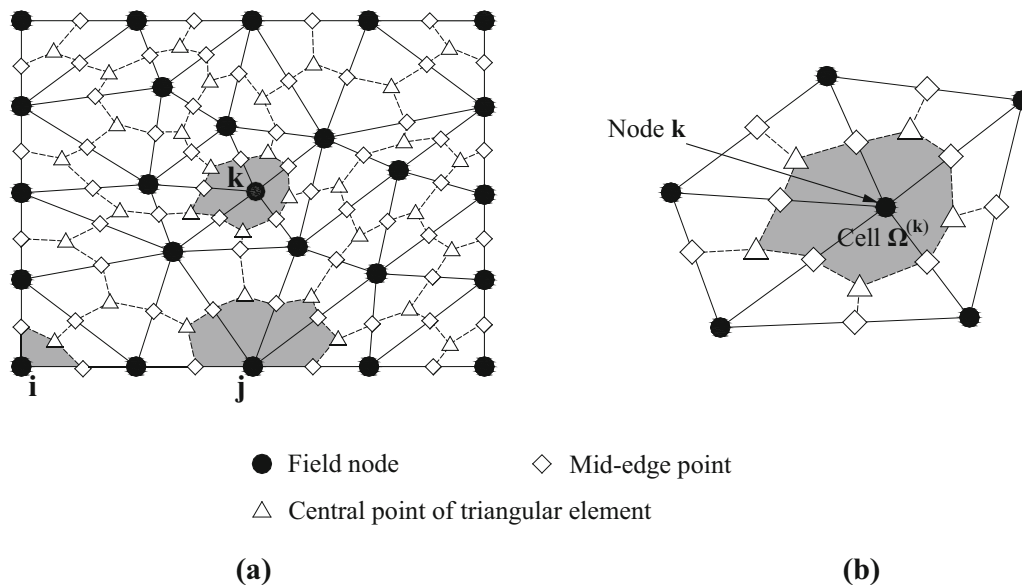 k
i
j
Node k
Cell Ω(k)
Field node
Mid-edge point
Central point of triangular element
(a)
(b)